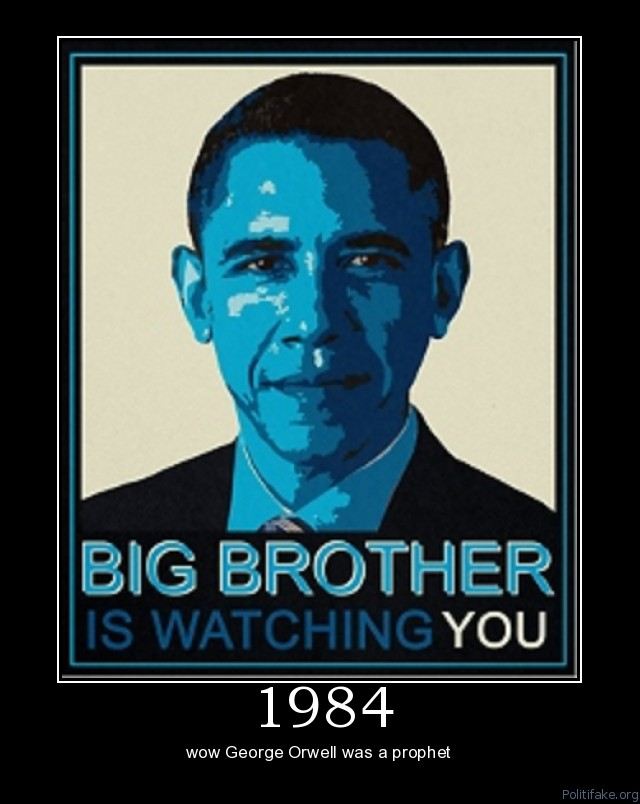 BIG BROTHER
IS WATCHING YOU
1984
wow George Orwell was a prophet
Politifake.org